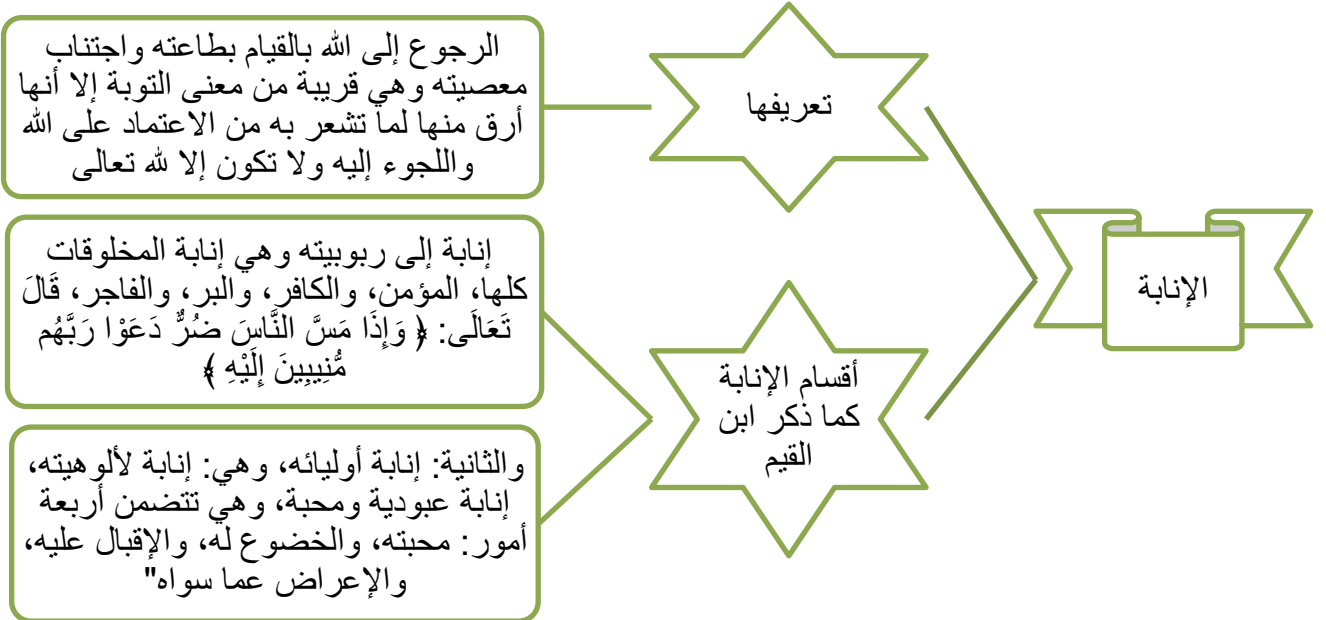 الإنابة
تعريفها
الرجوع إلى الله بالقيام بطاعته واجتناب
معصيته وهي قريبة من معنى التوبة إلا أنها
أرق منها لما تشعر به من الاعتماد على الله
واللجوء إليه ولا تكون إلا لله تعالى
أقسام الإنابة
كما ذكر ابن
القيم
إنابة إلى ربوبيته وهي إنابة المخلوقات
كلها، المؤمن، والكافر، والبر، والفاجر، قَالَ
تَعَالَى: ﴿ وَإِذَا مَسَّ النَّاسَ ضُرٌّ دَعَوْا رَبَّهُم
مُّنِيبِينَ إِلَيْهِ ﴾
والثانية: إنابة أوليائه، وهي: إنابة لألوهيته،
إنابة عبودية ومحبة، وهي تتضمن أربعة
أمور: محبته، والخضوع له، والإقبال عليه،
والإعراض عما سواه"